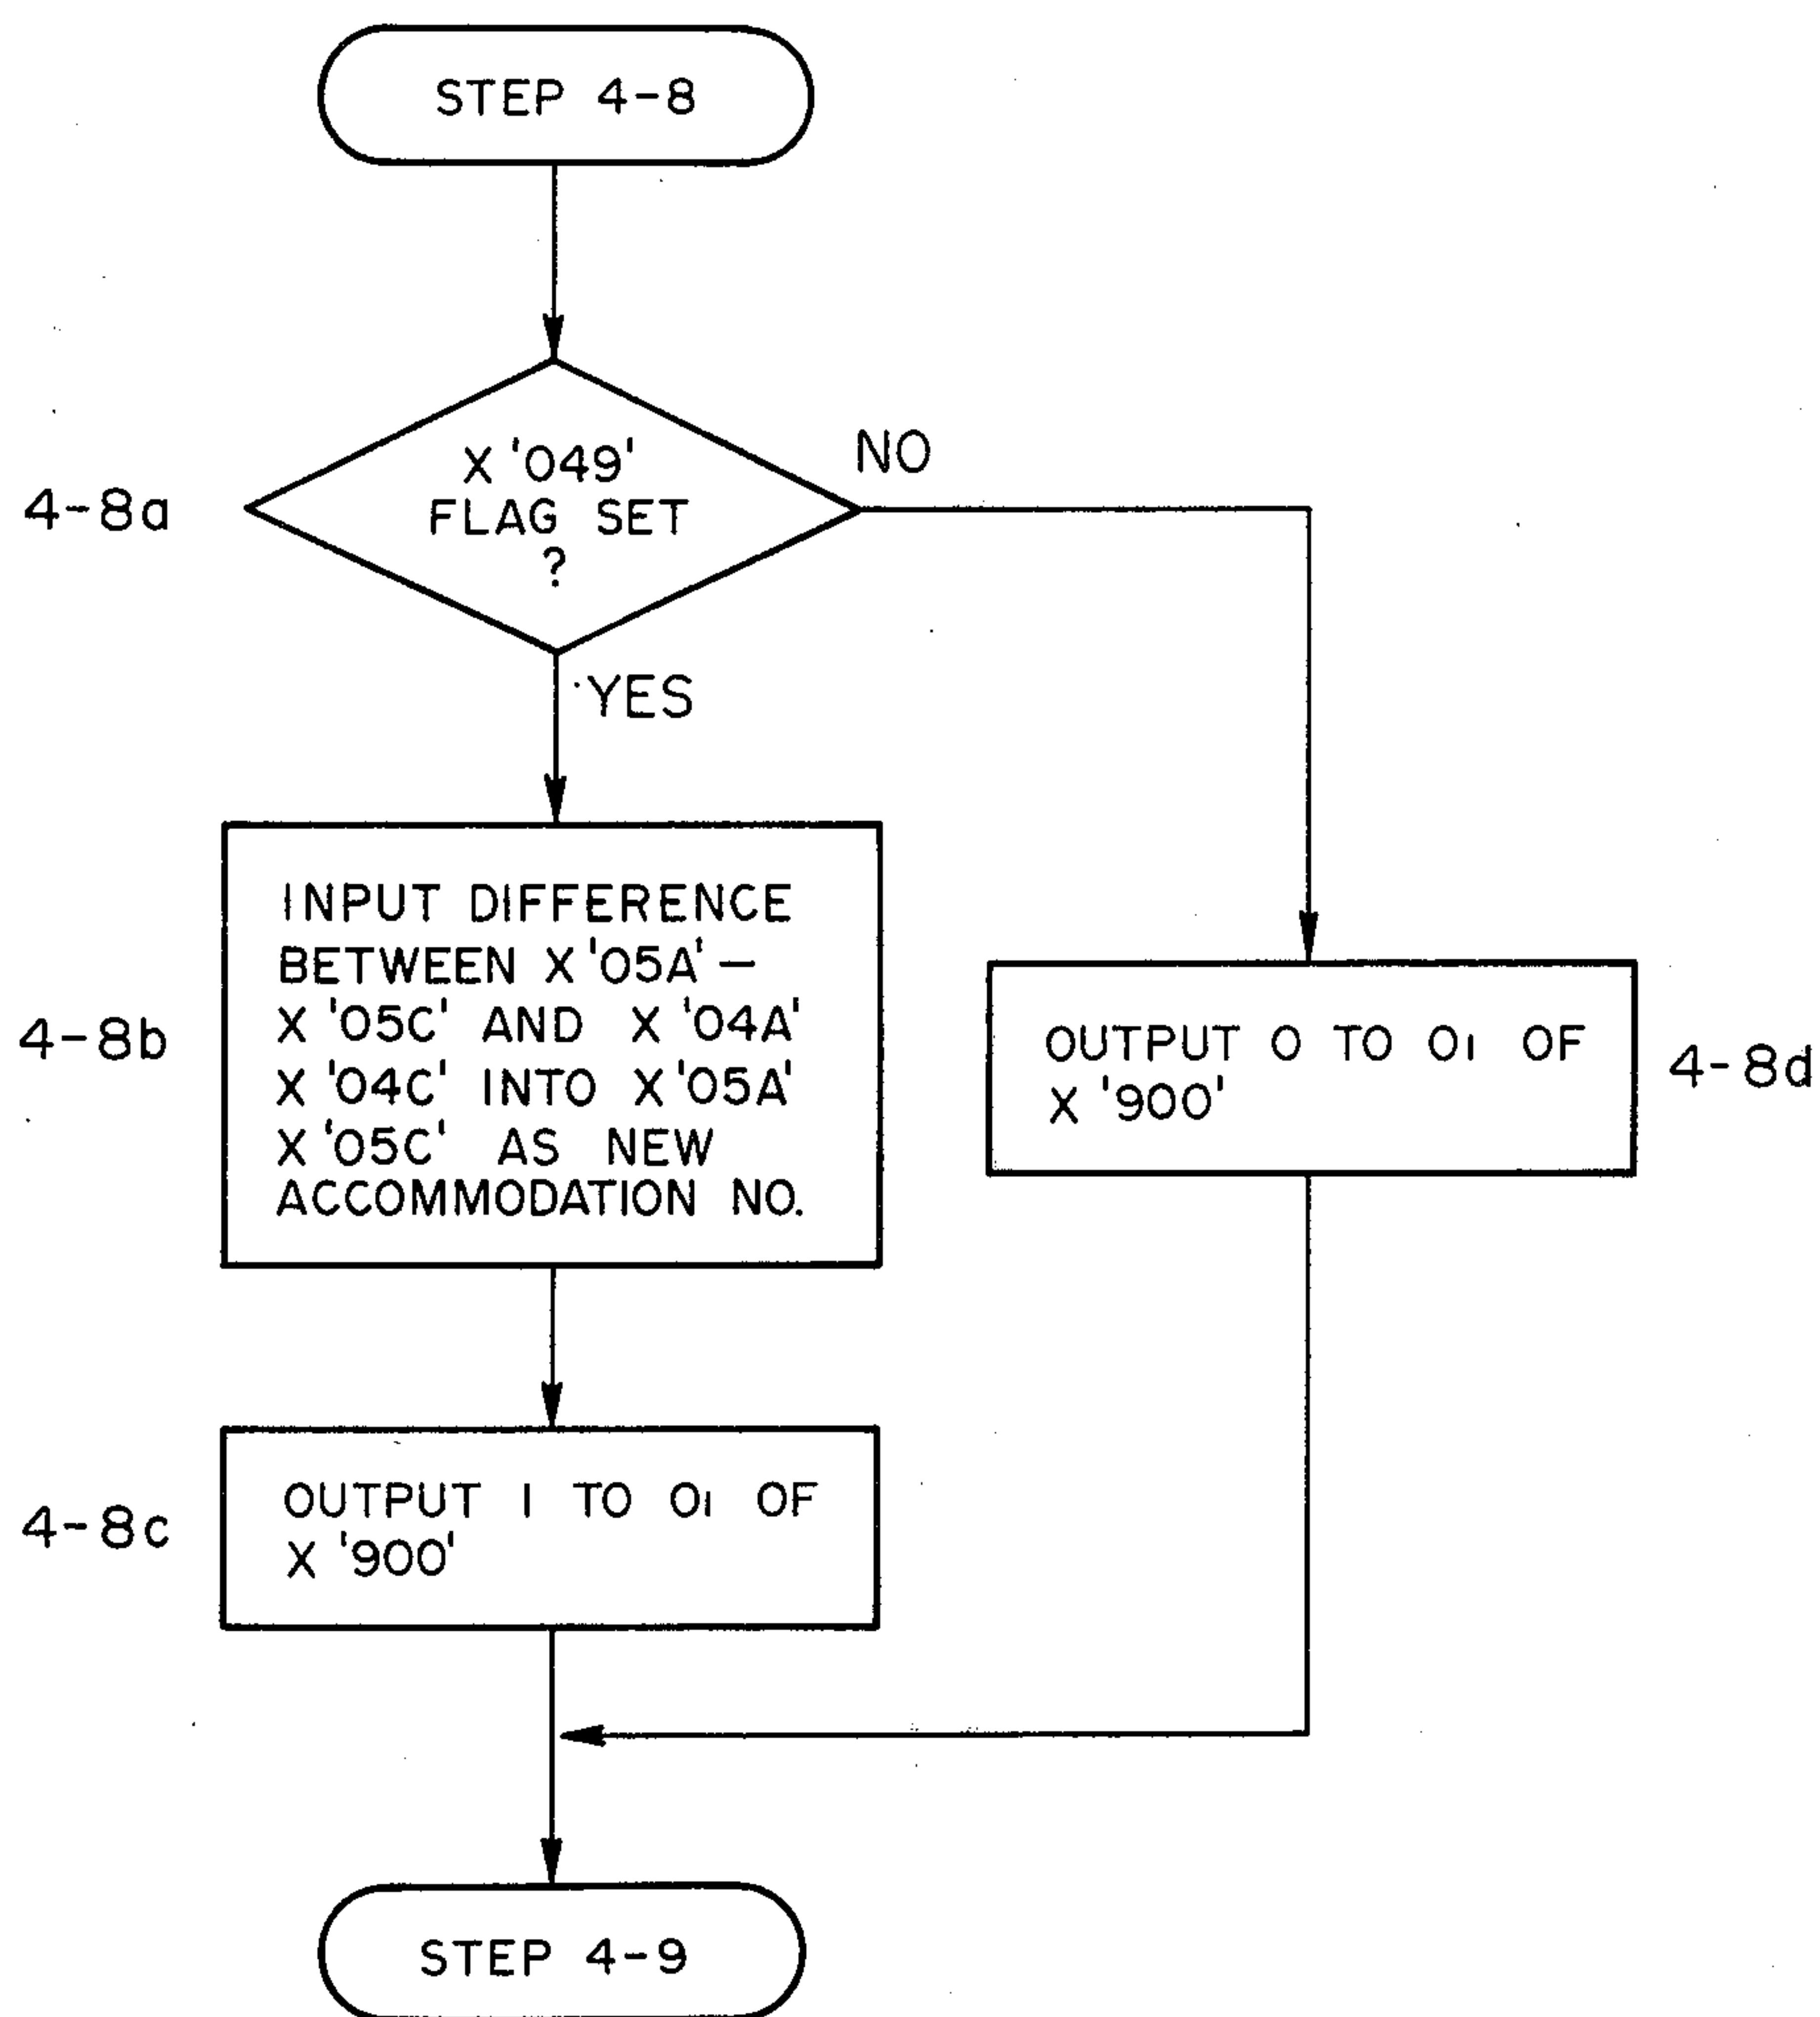 STEP 4-8
4-8a
X '049'
FLAG SET
?
NO
YES
4-8b
INPUT DIFFERENCE
BETWEEN X '05A' —
X '05C' AND X '04A'
X '04C' INTO X '05A'
X '05C' AS NEW
ACCOMMODATION NO.
OUTPUT 0 TO O1 OF
X '900'
4-8d
4-8c
OUTPUT 1 TO O1 OF
X '900'
STEP 4-9